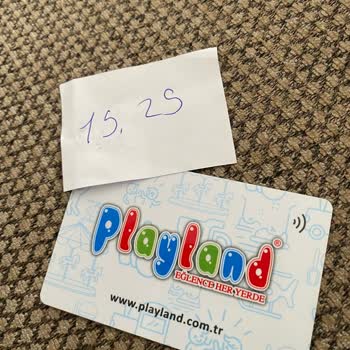 15.25
Playland®
EĞLENCE HER YERDE
www.playland.com.tr